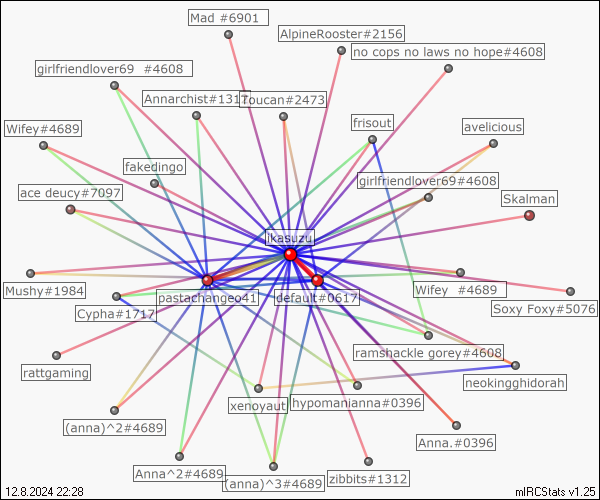 Mad #6901
AlpineRooster#2156
no cops no laws no hope#4608
girlfriendlover69 #4608
Annarchist#1317
Toucan#2473
frisout
avelicious
Wifey#4689
fakedingo
girlfriendlover69#4608
ace deucy#7097
Skalman
ikasuzu
Mushy#1984
pastachangeo41
default#0617
Wifey #4689
Cypha#1717
Soxy Foxy#5076
ramshackle gorey#4608
rattgaming
neokingghidorah
xenoyaut
hypomanianna#0396
(anna)^2#4689
Anna.#0396
Anna^2#4689
(anna)^3#4689
zibbits#1312
12.8.2024 22:28
mIRCStats v1.25